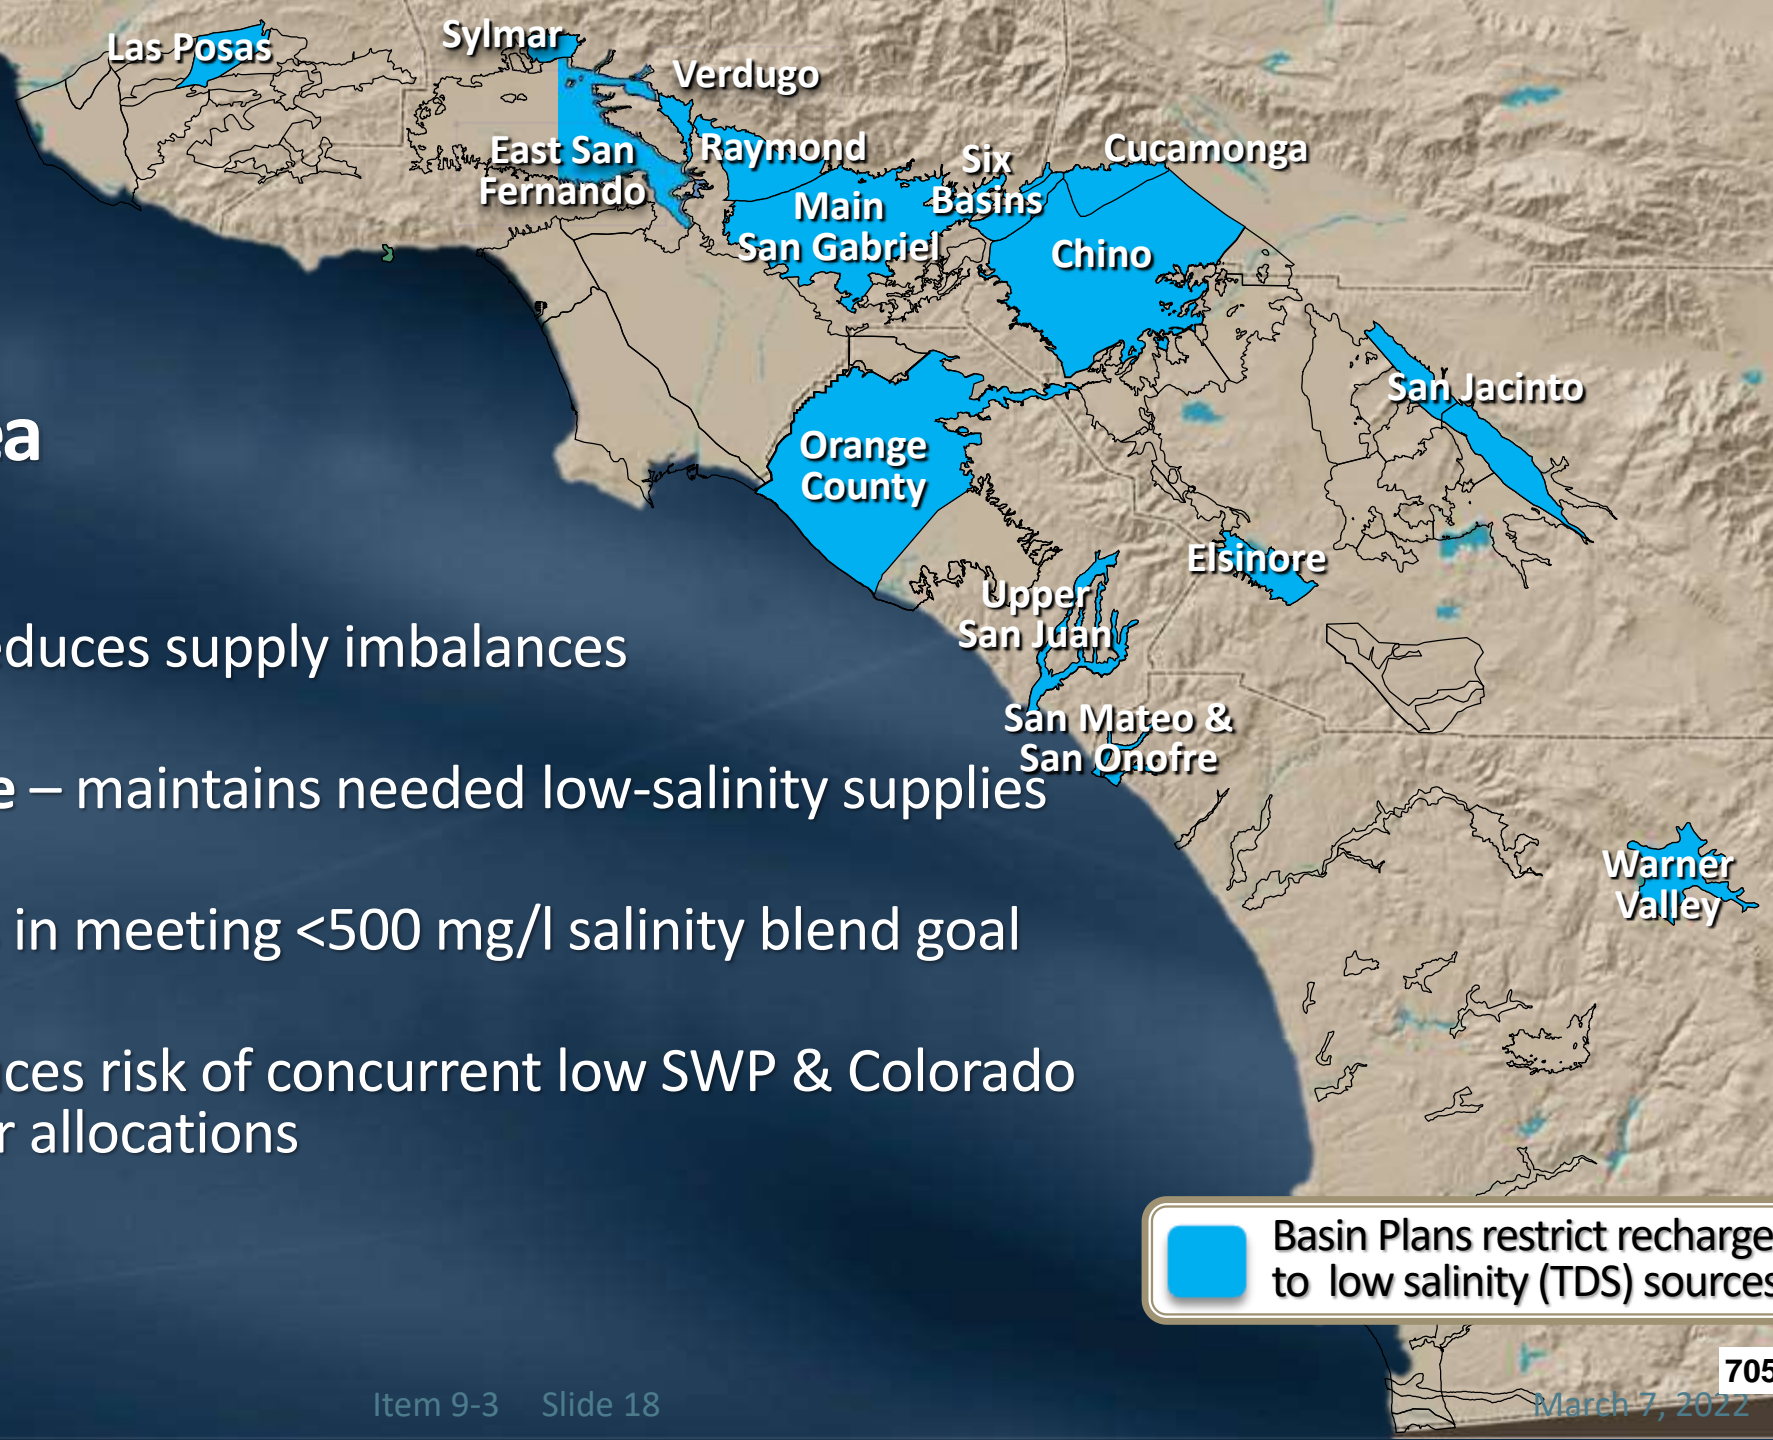 Las Posas
Sylmar
Verdugo
East San
Fernando
Raymond
Main
San Gabriel
Six
Basins
Cucamonga
Chino
San Jacinto
Orange
County
Elsinore
Upper
San Juan
San Mateo &
San Onofre
Warner
Valley
ea
educes supply imbalances
e – maintains needed low-salinity supplies
in meeting <500 mg/l salinity blend goal
ces risk of concurrent low SWP & Colorado
r allocations
Basin Plans restrict recharge
to low salinity (TDS) sources
705
Item 9-3 Slide 18
March 7, 2022